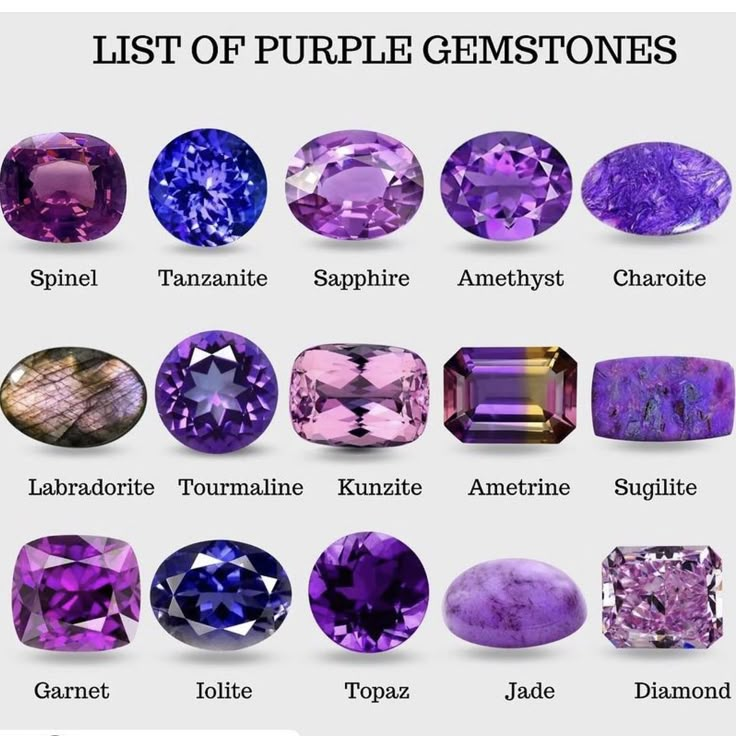 LIST OF PURPLE GEMSTONES
Spinel Tanzanite Sapphire Amethyst Charoite
Labradorite Tourmaline Kunzite Ametrine Sugilite
Garnet Iolite Topaz Jade Diamond